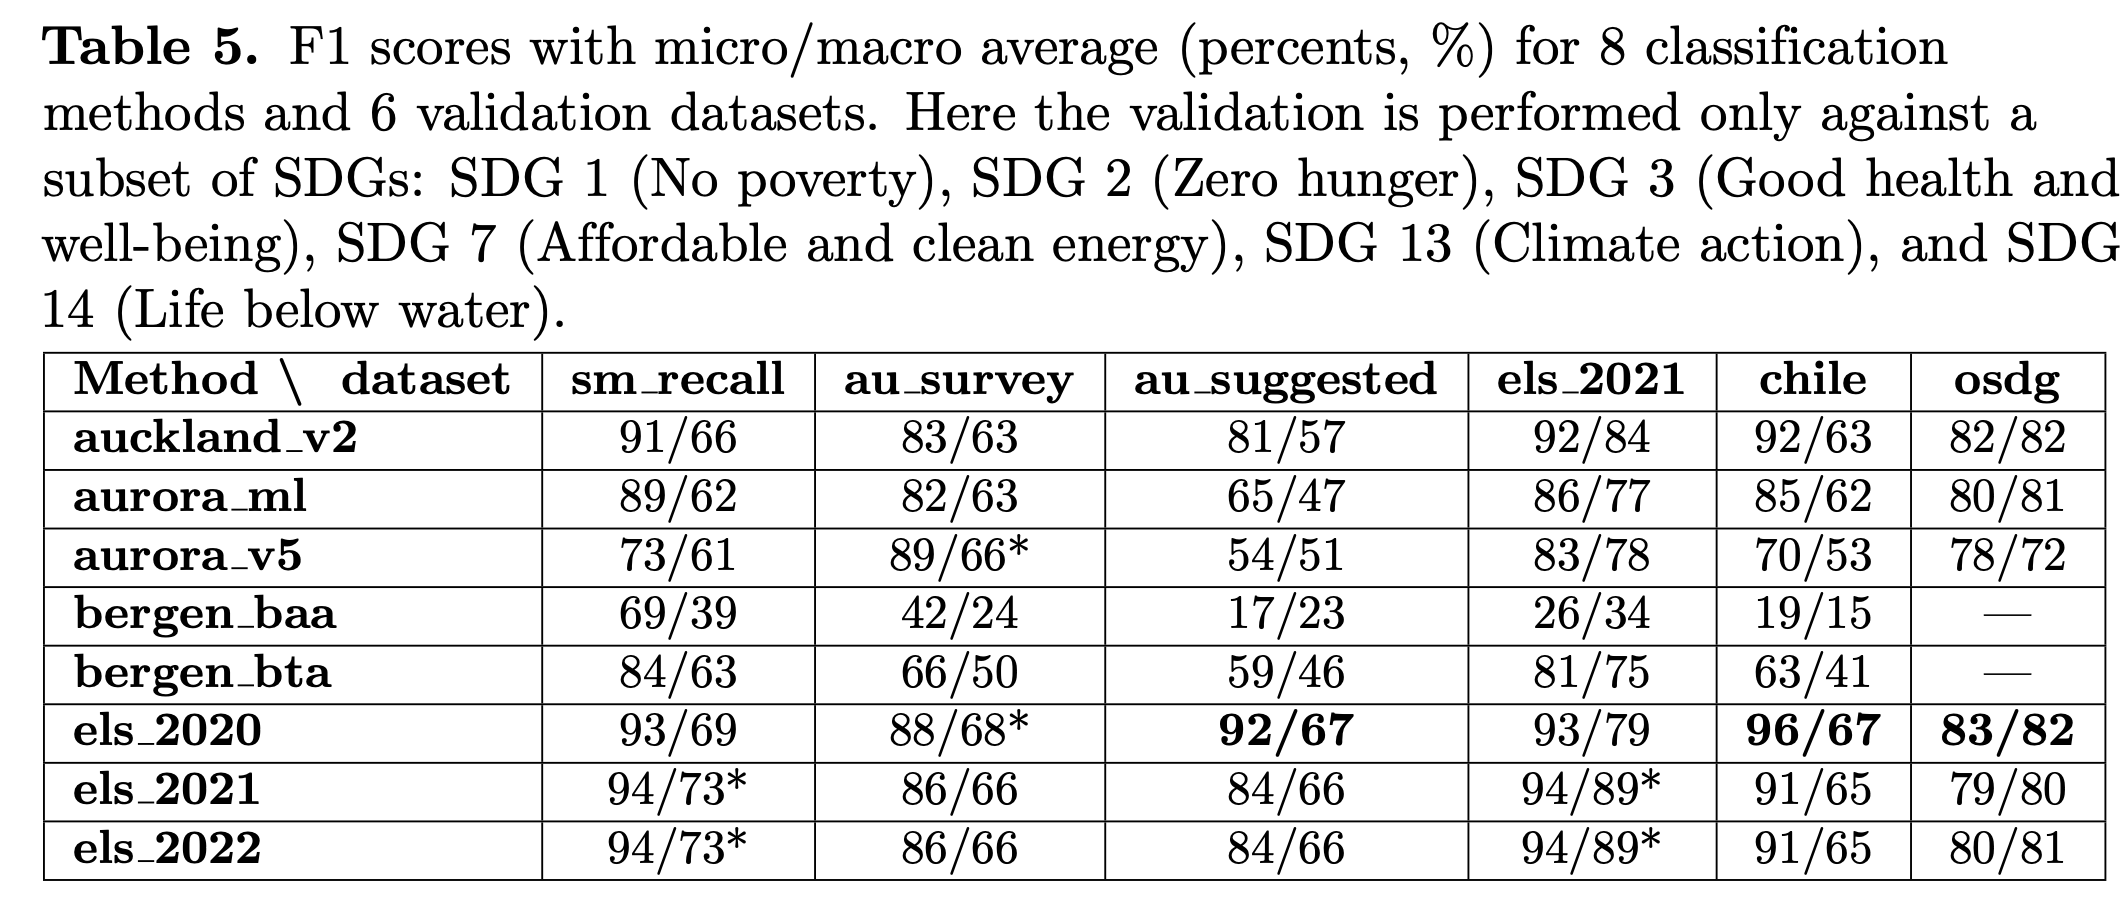 Table 5. F1 scores with micro/macro average (percents, %) for 8 classification
methods and 6 validation datasets. Here the validation is performed only against a
subset of SDGs: SDG 1 (No poverty), SDG 2 (Zero hunger), SDG 3 (Good health and
well-being), SDG 7 (Affordable and clean energy), SDG 13 (Climate action), and SDG
14 (Life below water).
Method \ dataset sm_recall au_survey au_suggested els_2021 chile osdg
auckland_v2 91/66 83/63 81/57 92/84 92/63 82/82
aurora_ml 89/62 82/63 65/47 86/77 85/62 80/81
aurora_v5 73/61 89/66* 54/51 83/78 70/53 78/72
bergen_baa 69/39 42/24 17/23 26/34 19/15 —
bergen_bta 84/63 66/50 59/46 81/75 63/41 —
els_2020 93/69 88/68* 92/67 93/79 96/67 83/82
els_2021 94/73* 86/66 84/66 94/89* 91/65 79/80
els_2022 94/73* 86/66 84/66 94/89* 91/65 80/81